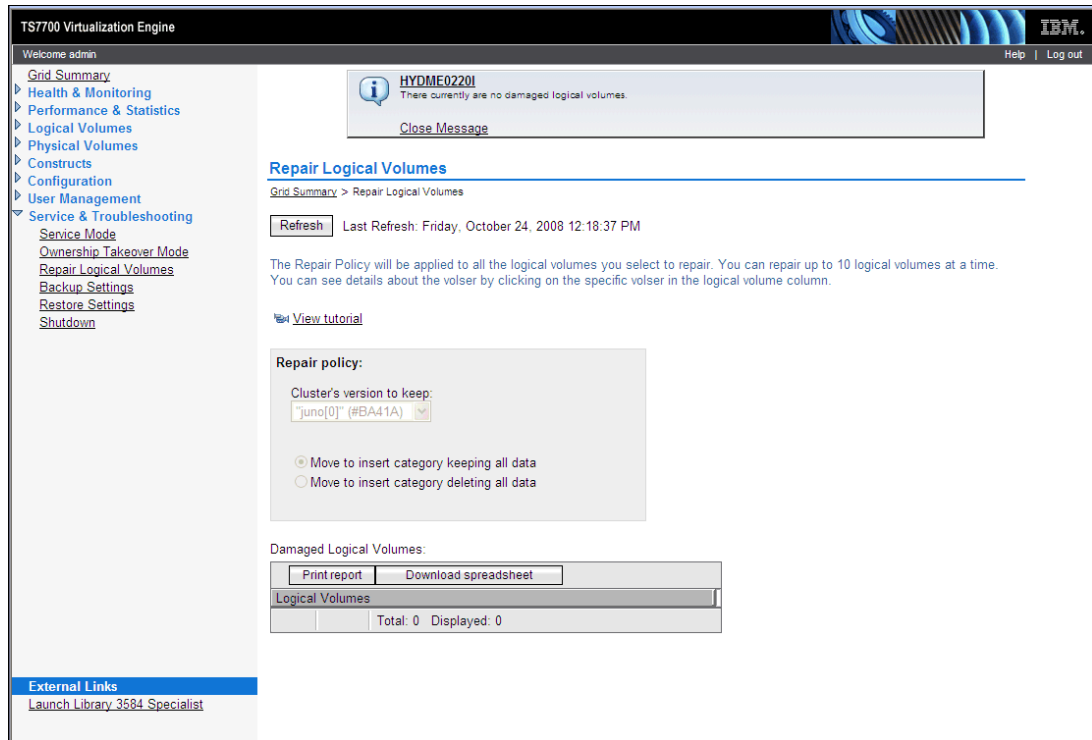 TS7700 Virtualization Engine
IBM.
Welcome admin
Help | Log out
Grid Summary
Health & Monitoring
Performance & Statistics
Logical Volumes
Physical Volumes
Constructs
Configuration
User Management
Service & Troubleshooting
Service Mode
Ownership Takeover Mode
Repair Logical Volumes
Backup Settings
Restore Settings
Shutdown
External Links
Launch Library 3584 Specialist
HYDME0220I
There currently are no damaged logical volumes.
Close Message
Repair Logical Volumes
Grid Summary > Repair Logical Volumes
Refresh Last Refresh: Friday, October 24, 2008 12:18:37 PM
The Repair Policy will be applied to all the logical volumes you select to repair. You can repair up to 10 logical volumes at a time.
You can see details about the volser by clicking on the specific volser in the logical volume column.
View tutorial
Repair policy:
Cluster's version to keep:
"juno[0]" (#BA41A)
Move to insert category keeping all data
Move to insert category deleting all data
Damaged Logical Volumes:
Print report Download spreadsheet
Logical Volumes
Total: 0 Displayed: 0